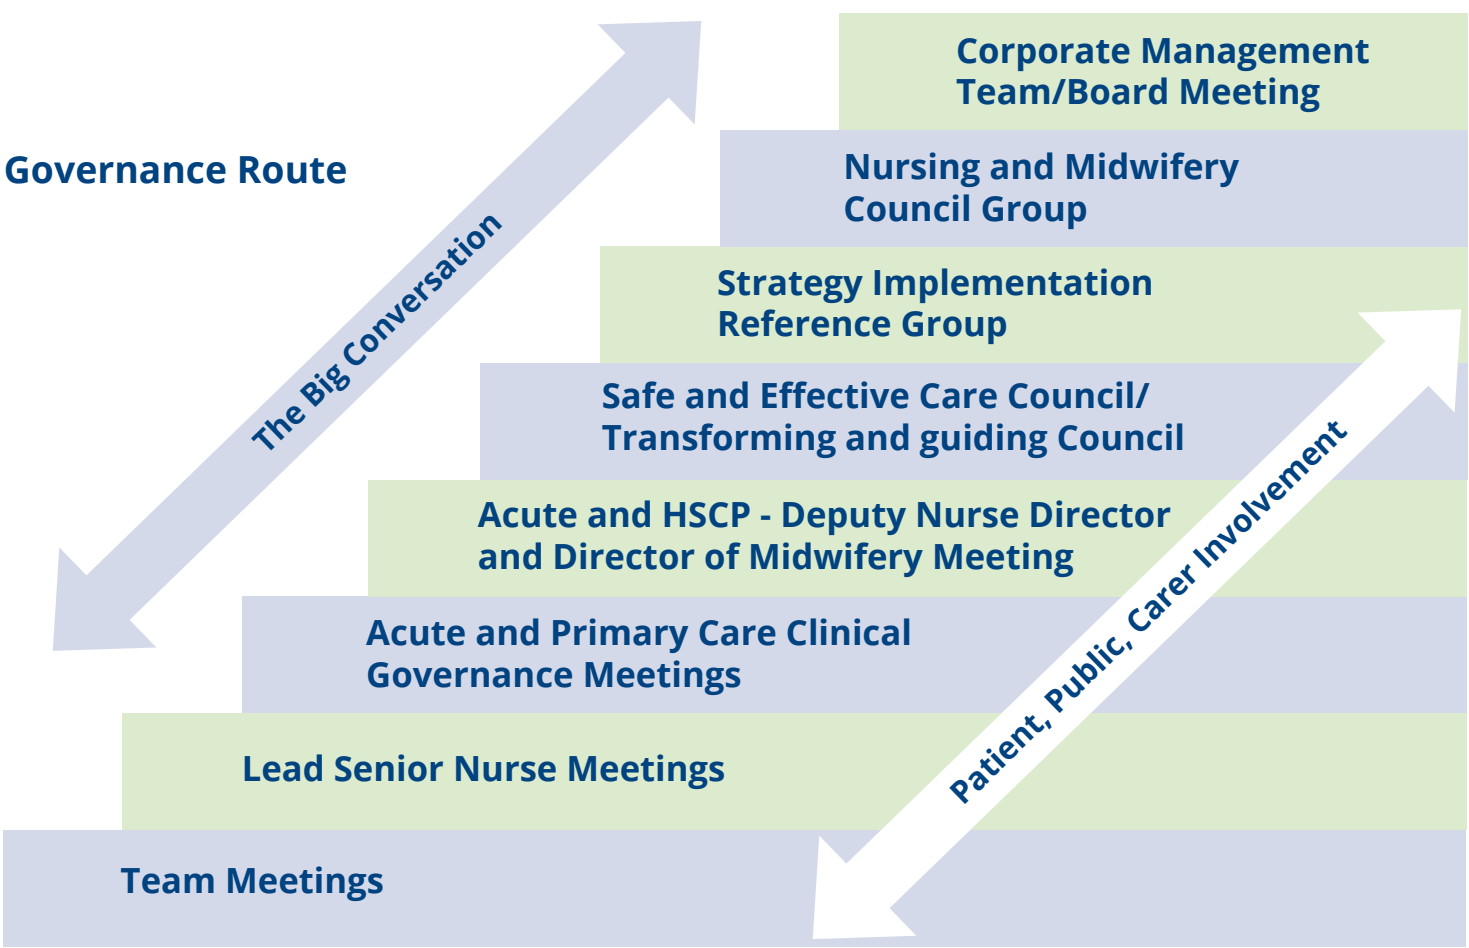 Corporate Management
Team/Board Meeting
Governance Route
Nursing and Midwifery
Council Group
The Big Conversation
Strategy Implementation
Reference Group
Safe and Effective Care Council/
Transforming and guiding Council
Acute and HSCP - Deputy Nurse Director
and Director of Midwifery Meeting
Patient, Public, Carer Involvement
Acute and Primary Care Clinical
Governance Meetings
Lead Senior Nurse Meetings
Team Meetings